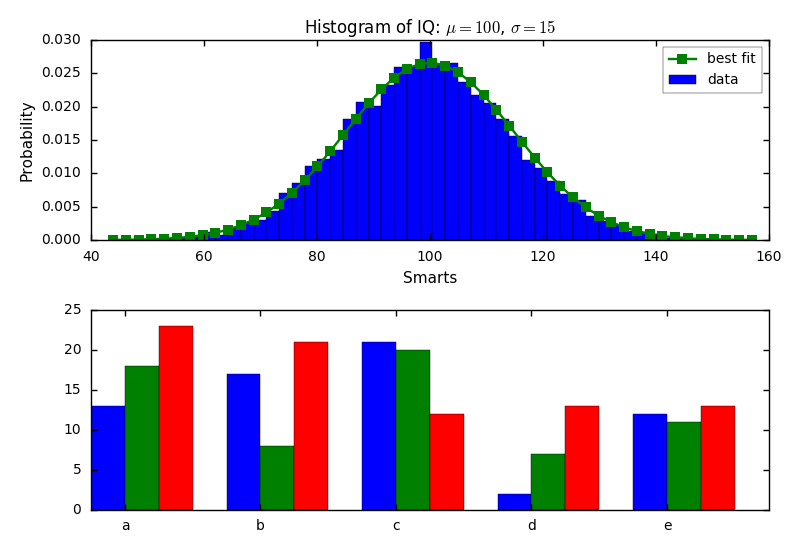 Histogram of IQ: μ = 100, σ = 15
0.030
0.025
0.020
0.015
0.010
0.005
0.000
Probability
best fit
data
40 60 80 100 120 140 160
Smarts
25
20
15
10
5
0
a b c d e